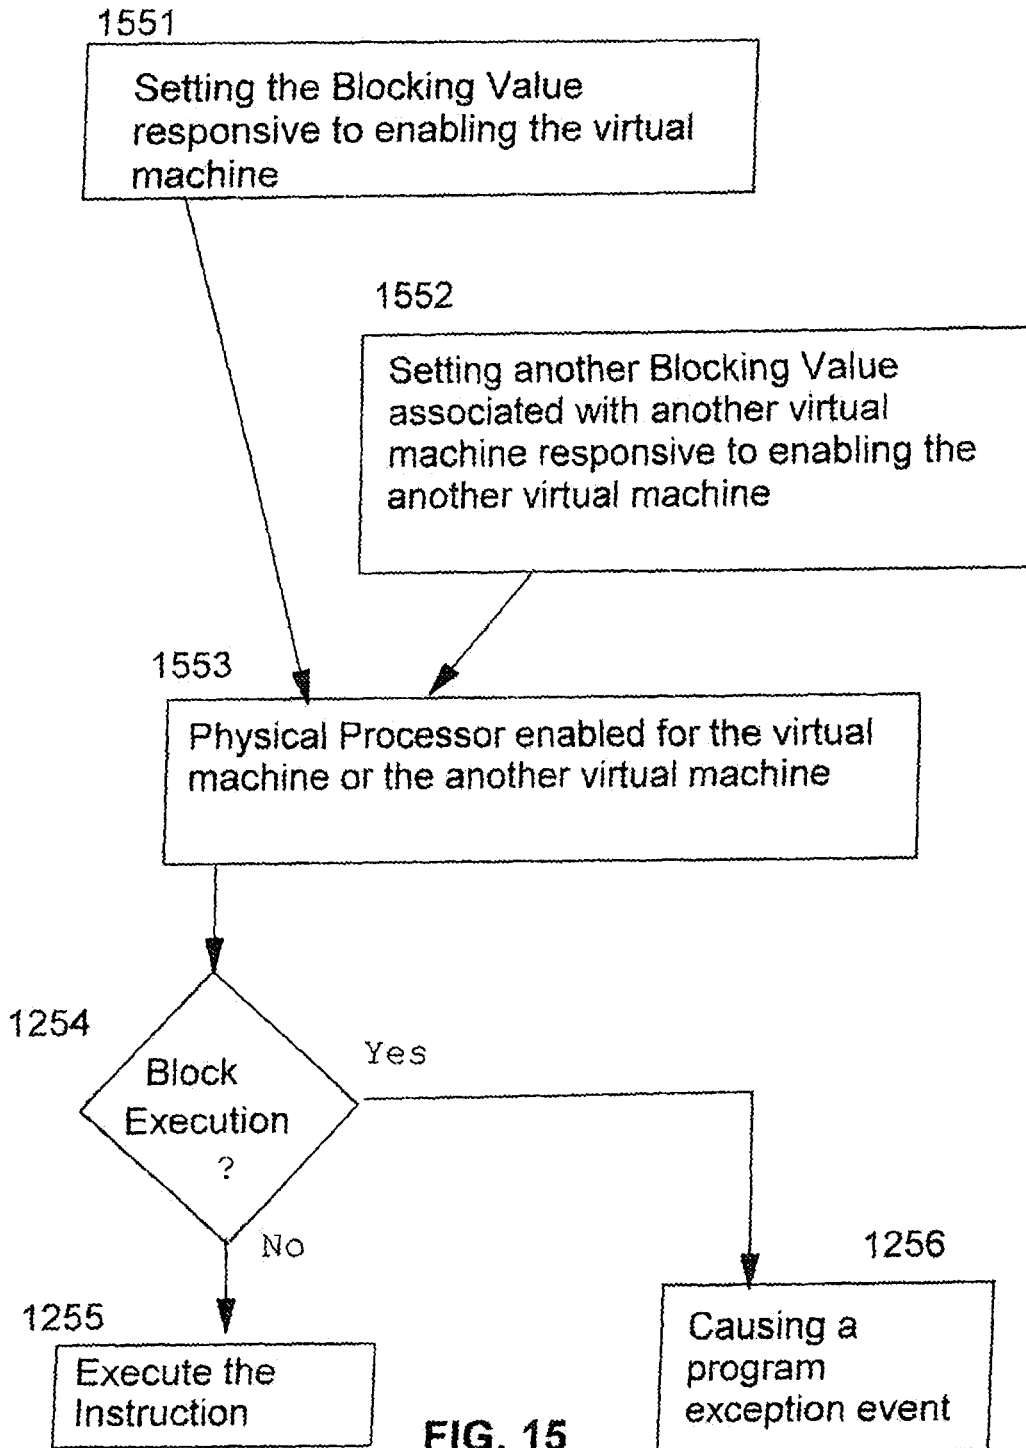 1551
Setting the Blocking Value
responsive to enabling the virtual
machine
1552
Setting another Blocking Value
associated with another virtual
machine responsive to enabling the
another virtual machine
1553
Physical Processor enabled for the virtual
machine or the another virtual machine
1254
Block
Execution
?
Yes
No
1255
Execute the
Instruction
1256
Causing a
program
exception event
FIG. 15